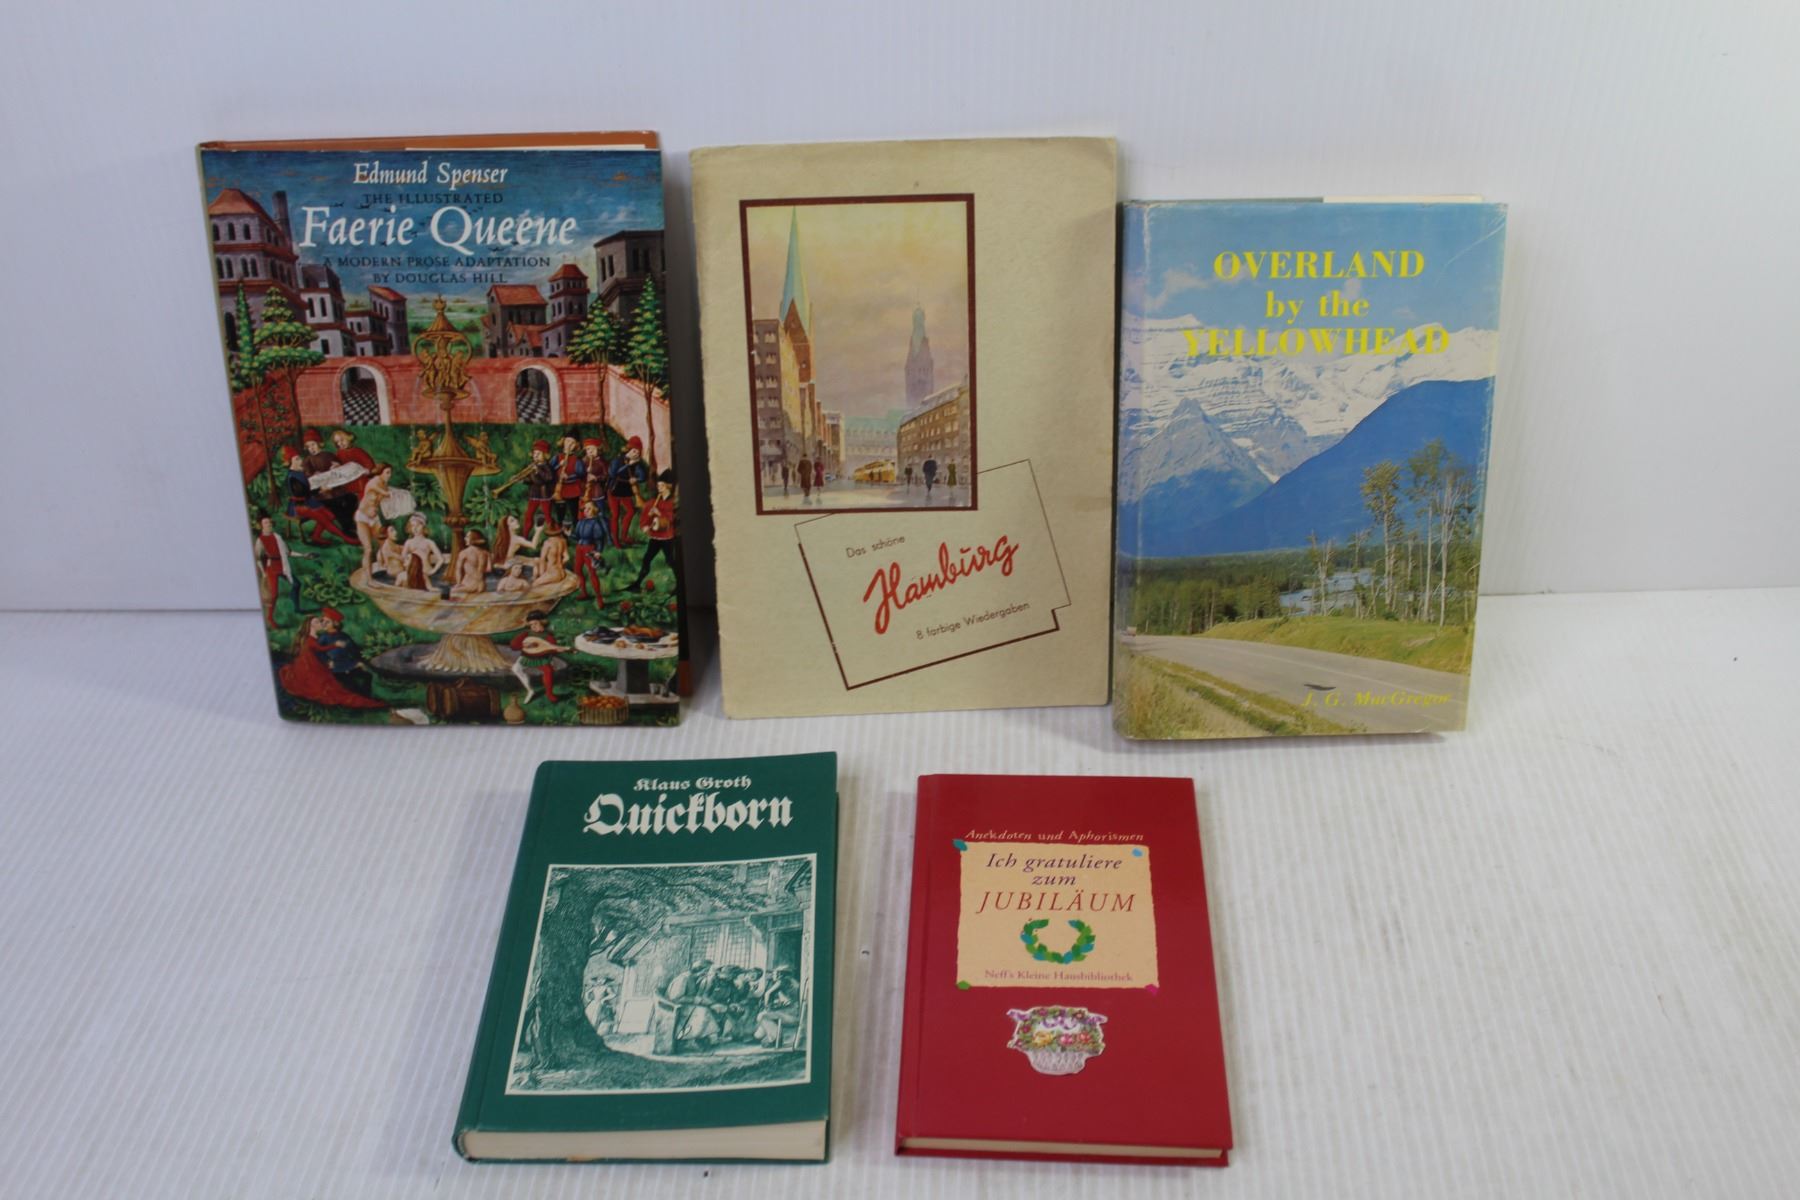 Edmund Spenser
THE ILLUSTRATED
Faerie Queene
A MODERN PROSE ADAPTATION
BY DOUGLAS HILL
Das schöne
Hamburg
8 farbige Wiedergaben
OVERLAND
by the
YELLOWHEAD
J. G. MacGregor
Klaus Groth
Quickborn
Anekdoten und Aphorismen
Ich gratuliere
zum
JUBILÄUM
Neff's Kleine Hausbibliothek